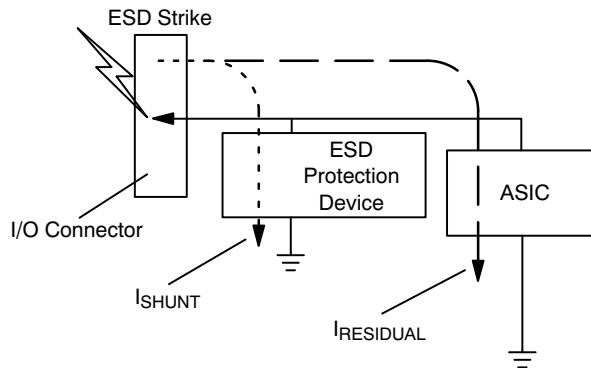 ESD Strike
ESD
Protection
Device
ASIC
I/O Connector
ISHUNT
IRESIDUAL